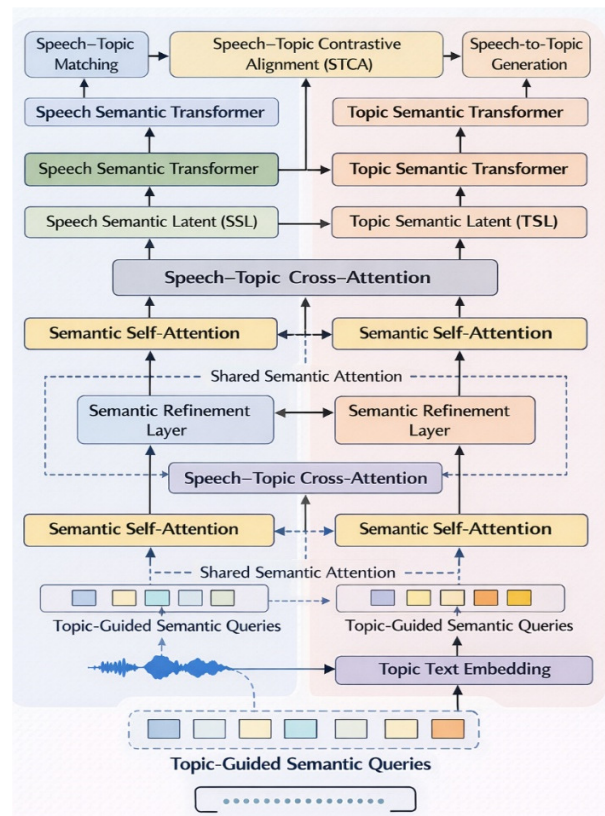 Speech–Topic
Matching
Speech–Topic Contrastive
Alignment (STCA)
Speech-to-Topic
Generation
Speech Semantic Transformer
Topic Semantic Transformer
Speech Semantic Transformer
Topic Semantic Transformer
Speech Semantic Latent (SSL)
Topic Semantic Latent (TSL)
Speech–Topic Cross-Attention
Semantic Self-Attention
Semantic Self-Attention
Shared Semantic Attention
Semantic Refinement
Layer
Semantic Refinement
Layer
Speech–Topic Cross-Attention
Semantic Self-Attention
Semantic Self-Attention
Shared Semantic Attention
Topic-Guided Semantic Queries
Topic-Guided Semantic Queries
Topic Text Embedding
Topic-Guided Semantic Queries